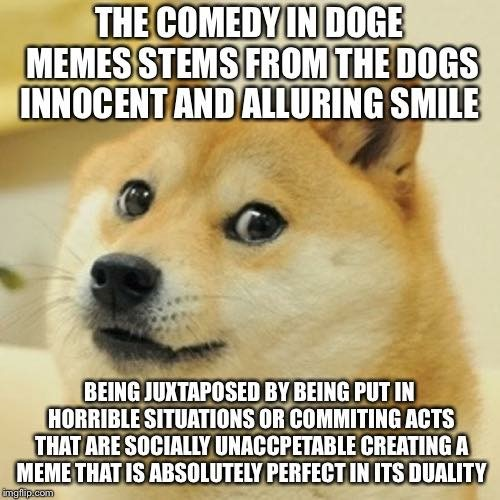 THE COMEDY IN DOGE
MEMES STEMS FROM THE DOGS
INNOCENT AND ALLURING SMILE
BEING JUXTAPOSED BY BEING PUT IN
HORRIBLE SITUATIONS OR COMMITING ACTS
THAT ARE SOCIALLY UNACCPETABLE CREATING A
MEME THAT IS ABSOLUTELY PERFECT IN ITS DUALITY
imgflip.com